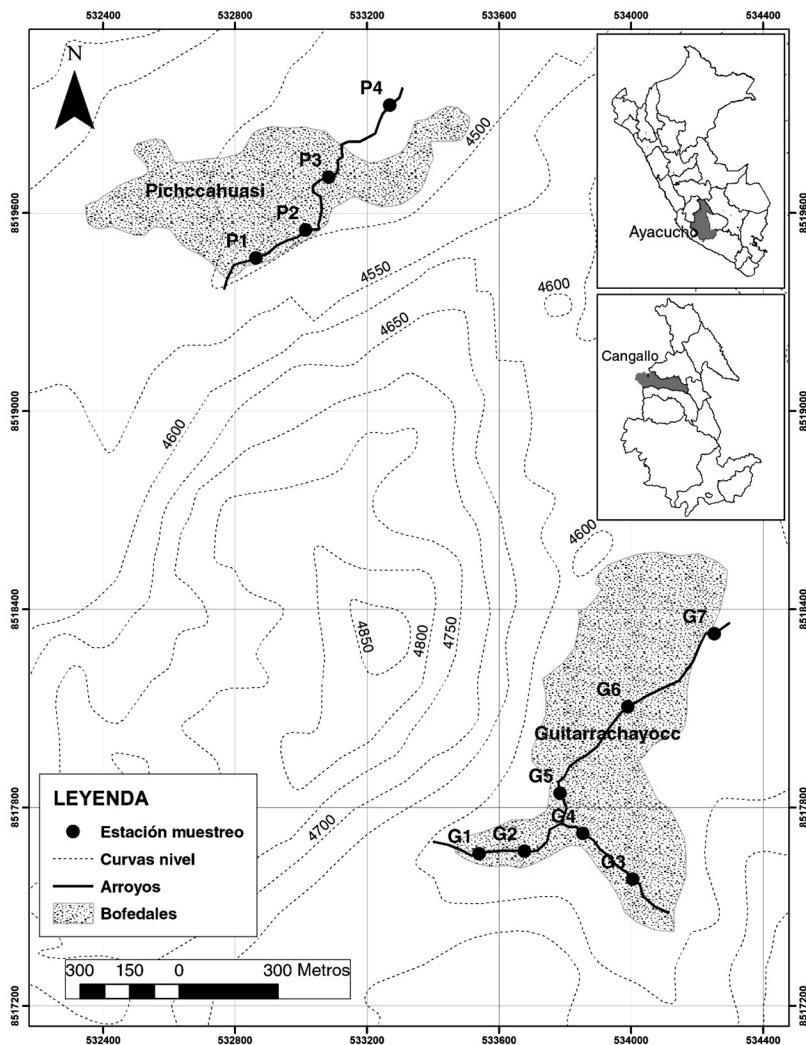 532400
532800
533200
533600
534000
534400
N
P4
4500
P3
Pichccahuasi
P2
P1
8519600
8519600
Ayacucho
4550
4600
4650
Cangallo
8519000
8519000
4600
4600
8518400
8518400
4850
4800
4750
G7
G6
Guitarrachayocc
G5
8517800
8517800
G4
G1
G2
G3
4700
LEYENDA
Estación muestreo
Curvas nivel
Arroyos
Bofedales
300 150 0 300 Metros
8517200
8517200
532400
532800
533200
533600
534000
534400